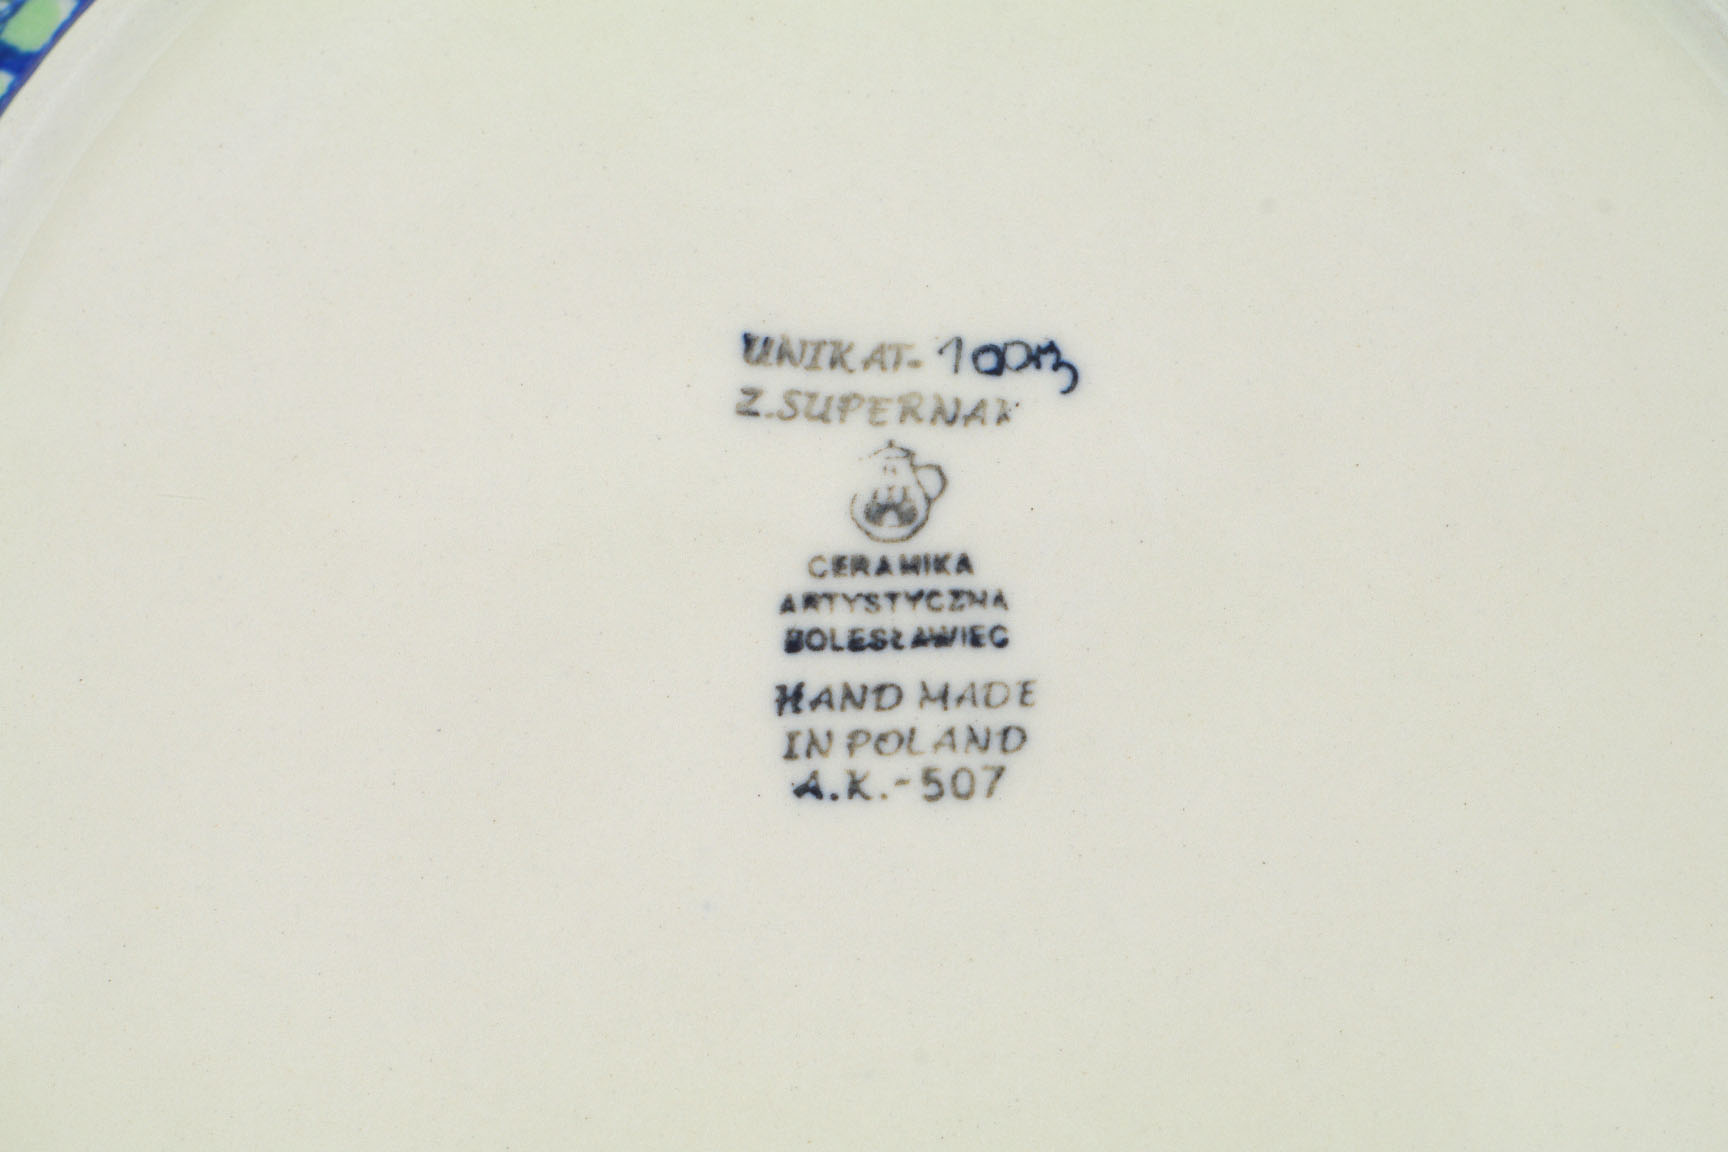 UNIKAT-
Z.SUPERNAK
CERAMIKA
ARTYSTYCZNA
BOLESŁAWIEC
HAND MADE
IN POLAND
A.K.-507